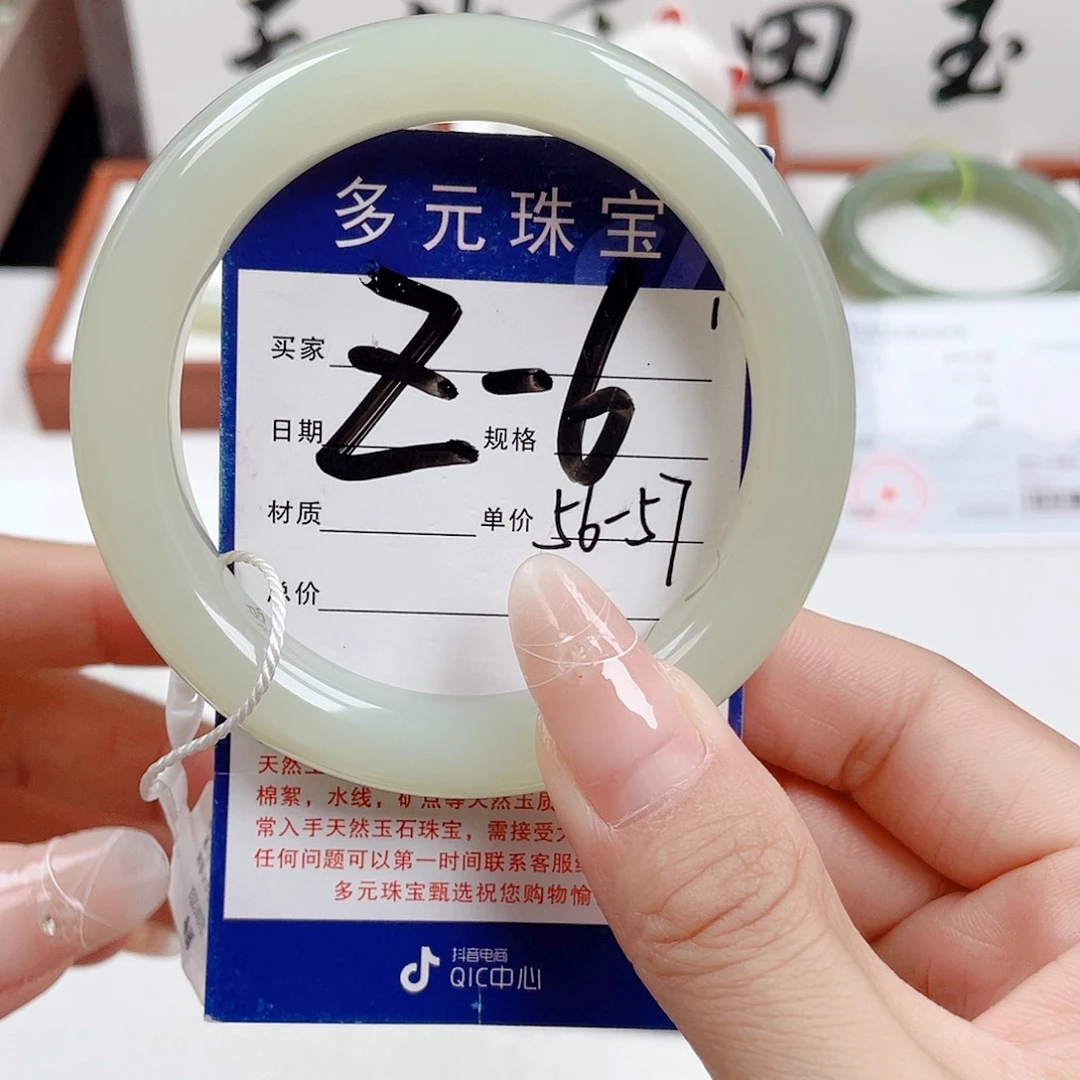 田玉
多元珠宝
Z-6
买家
日期 规格
材质 单价 56-57
总价
天然
棉絮，水线，矿点等天然玉质
常入手天然玉石珠宝，需接受
任何问题可以第一时间联系客服
多元珠宝甄选祝您购物愉
抖音电商
QIC中心